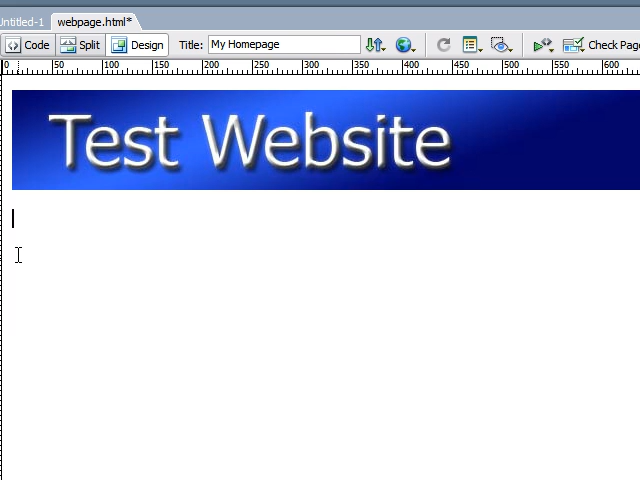 Untitled-1 webpage.html*
Code Split Design Title: My Homepage Check Page
0 50 100 150 200 250 300 350 400 450 500 550 600
Test Website